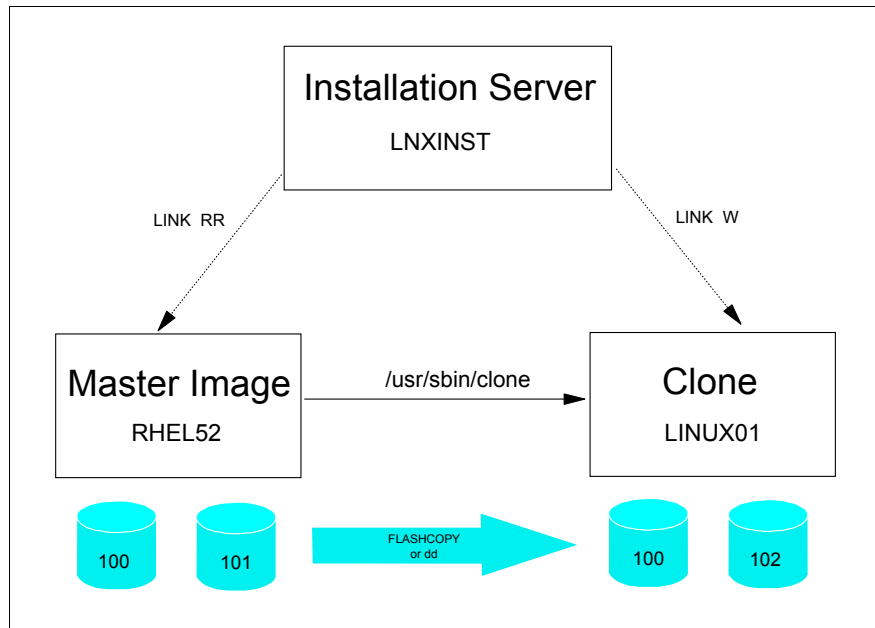 Installation Server
LNXINST
LINK RR
LINK W
Master Image
RHEL52
/usr/sbin/clone
Clone
LINUX01
100
101
FLASHCOPY
or dd
100
102